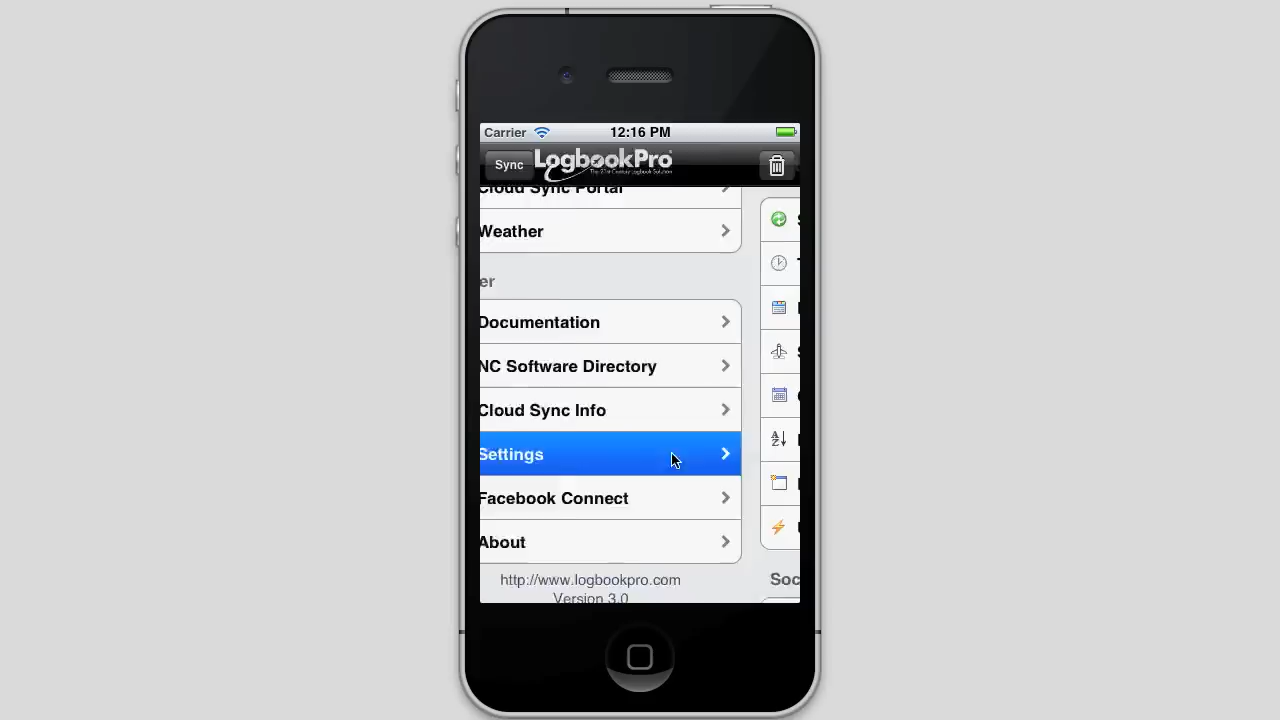 Carrier 12:16 PM
Sync LogbookPro
The 21st Century Logbook Solution
Cloud Sync Portal
Weather
er
Documentation
NC Software Directory
Cloud Sync Info
Settings
Facebook Connect
About
http://www.logbookpro.com
Version 3.0
Soc